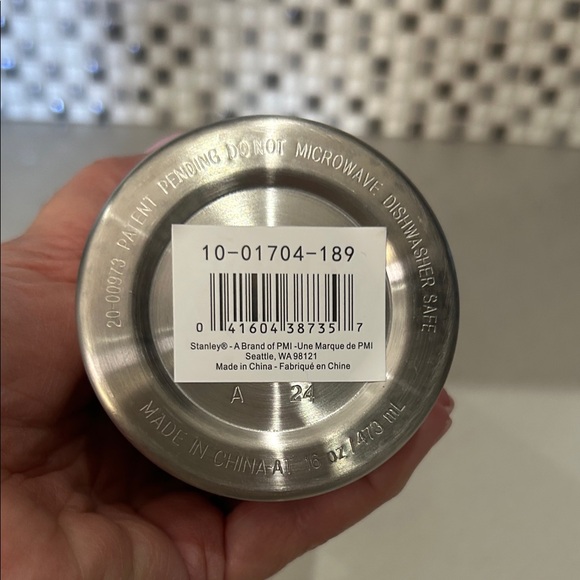 20-00973 PATENT PENDING DO NOT MICROWAVE DISHWASHER SAFE
10-01704-189
0 41604 38735 7
Stanley® - A Brand of PMI -Une Marque de PMI
Seattle, WA 98121
Made in China - Fabriqué en Chine
A 24
MADE IN CHINA-A1 16 oz / 473 mL